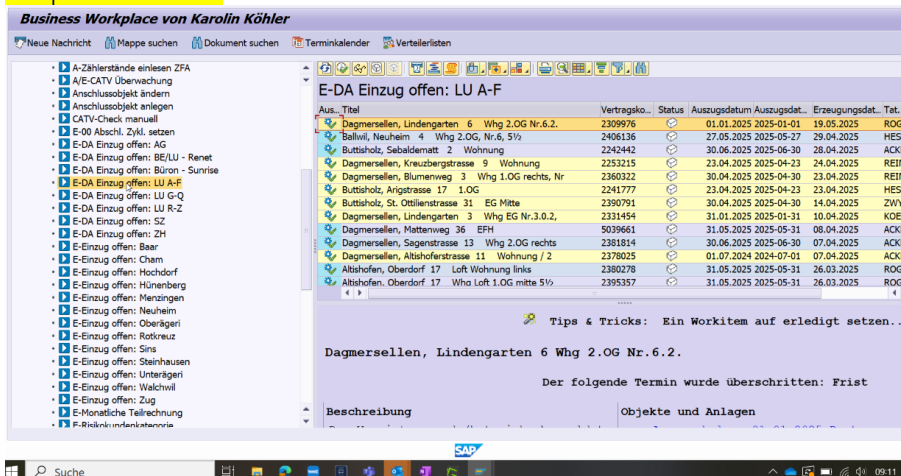 Business Workplace von Karolin Köhler
Neue Nachricht Mappe suchen Dokument suchen Terminkalender Verteilerlisten
A-Zählerstände einlesen ZFA
A/E-CATV Überwachung
Anschlussobjekt ändern
Anschlussobjekt anlegen
CATV-Check manuell
E-00 Abschl. Zykl. setzen
E-DA Einzug offen: AG
E-DA Einzug offen: BE/LU - Renet
E-DA Einzug offen: Büron - Sunrise
E-DA Einzug offen: LU A-F
E-DA Einzug offen: LU G-Q
E-DA Einzug offen: LU R-Z
E-DA Einzug offen: SZ
E-DA Einzug offen: ZH
E-Einzug offen: Baar
E-Einzug offen: Cham
E-Einzug offen: Hochdorf
E-Einzug offen: Hünenberg
E-Einzug offen: Menzingen
E-Einzug offen: Neuheim
E-Einzug offen: Oberägeri
E-Einzug offen: Rotkreuz
E-Einzug offen: Sins
E-Einzug offen: Steinhausen
E-Einzug offen: Unterägeri
E-Einzug offen: Walchwil
E-Einzug offen: Zug
E-Monatliche Teilrechnung
E-Risikokundenkategorie
E-DA Einzug offen: LU A-F
Aus... Titel Vertragsko... Status Auszugsdatum Auszugsdat... Erzeugungsdat... Tat.
Dagmersellen, Lindengarten 6 Whg 2.OG Nr.6.2. 2309976 01.01.2025 2025-01-01 19.05.2025 ROG
Ballwil, Neuheim 4 Whg 2.OG, Nr.6, 5½ 2406136 27.05.2025 2025-05-27 29.04.2025 HES
Buttisholz, Sebaldematt 2 Wohnung 2242442 30.06.2025 2025-06-30 28.04.2025 ACK
Dagmersellen, Kreuzbergstrasse 9 Wohnung 2253215 23.04.2025 2025-04-23 24.04.2025 REI
Dagmersellen, Blumenweg 3 Whg 1.OG rechts, Nr 2360322 30.04.2025 2025-04-30 23.04.2025 REI
Buttisholz, Arigstrasse 17 1.OG 2241777 23.04.2025 2025-04-23 23.04.2025 HES
Buttisholz, St. Ottilienstrasse 31 EG Mitte 2390791 30.04.2025 2025-04-30 14.04.2025 ZWY
Dagmersellen, Lindengarten 3 Whg EG Nr.3.0.2, 2331454 31.01.2025 2025-01-31 10.04.2025 KOE
Dagmersellen, Mattenweg 36 EFH 5039661 31.05.2025 2025-05-31 08.04.2025 ACK
Dagmersellen, Sagenstrasse 13 Whg 2.OG rechts 2381814 30.06.2025 2025-06-30 07.04.2025 ACK
Dagmersellen, Altishoferstrasse 11 Wohnung / 2 2378025 01.07.2024 2024-07-01 07.04.2025 ACK
Altishofen, Oberdorf 17 Loft Wohnung links 2380278 31.05.2025 2025-05-31 26.03.2025 ROG
Altishofen, Oberdorf 17 Whg Loft 1.OG mitte 5½ 2395357 31.05.2025 2025-05-31 26.03.2025 ROG
Tips & Tricks: Ein Workitem auf erledigt setzen..
Dagmersellen, Lindengarten 6 Whg 2.OG Nr.6.2.
Der folgende Termin wurde überschritten: Frist
Beschreibung Objekte und Anlagen
SAP
Suche 09:11